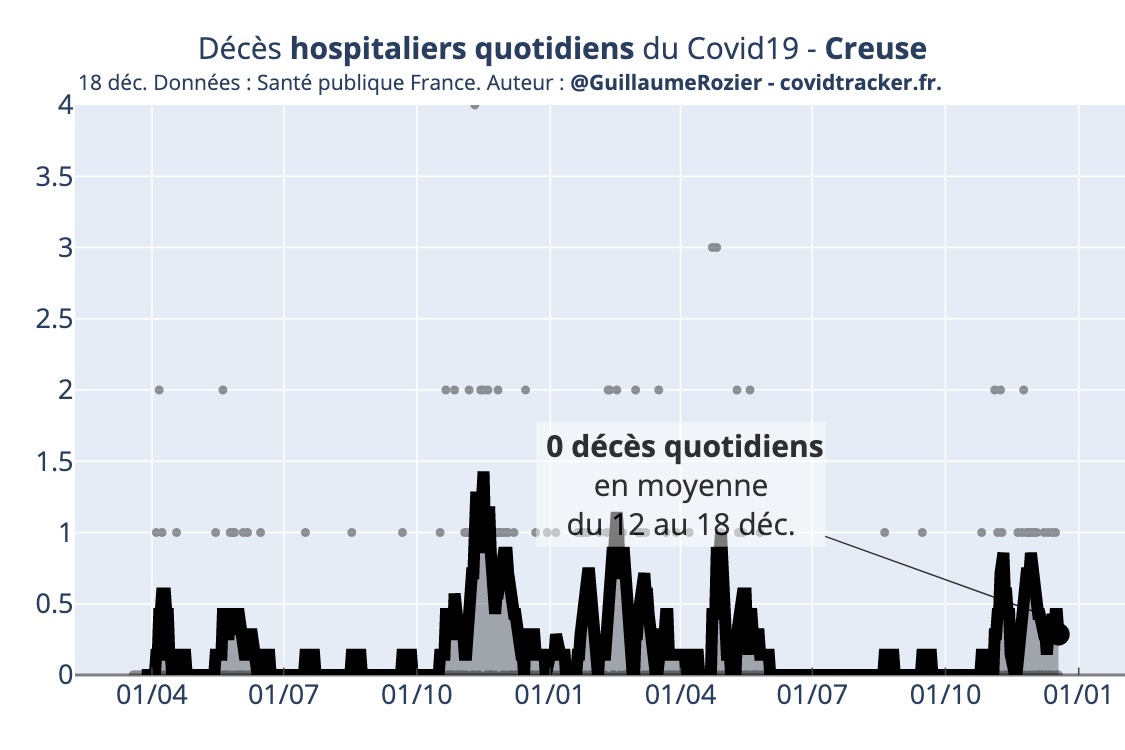 Décès hospitaliers quotidiens du Covid19 - Creuse
18 déc. Données : Santé publique France. Auteur : @GuillaumeRozier - covidtracker.fr.
4
3.5
3
2.5
2
1.5
1
0.5
0
0 décès quotidiens
en moyenne
du 12 au 18 déc.
01/04 01/07 01/10 01/01 01/04 01/07 01/10 01/01